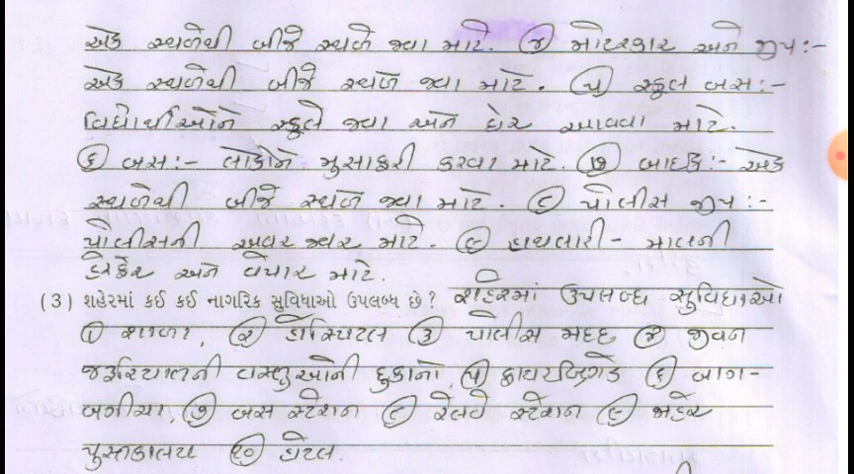 એક સ્થળેથી બીજે સ્થળે જવા માટે. (૪) મોટરકાર અને જીપ :-
એક સ્થળેથી બીજે સ્થળે જવા માટે. (૫) સ્કુલ બસ :-
વિદ્યાર્થીઓને સ્કુલે જવા અને ઘેર આવવા માટે.
(૬) બસ :- લોકોને મુસાફરી કરવા માટે. (૭) બાઇક :- એક
સ્થળેથી બીજે સ્થળે જવા માટે. (૮) પોલીસ જીપ :-
પોલીસની અવર જવર માટે. (૯) હાથલારી - માલની
હેરફેર અને વેપાર માટે.
(3) શહેરમાં કઈ કઈ નાગરિક સુવિધાઓ ઉપલબ્ધ છે? શહેરમાં ઉપલબ્ધ સુવિધાઓ
(૧) શાળા, (૨) હોસ્પિટલ (૩) પોલીસ મદદ (૪) જીવન
જરૂરિયાતની વસ્તુઓની દુકાનો, (૫) ફાયરબ્રિગેડ (૬) બાગ-
બગીચા, (૭) બસ સ્ટેશન (૮) રેલ્વે સ્ટેશન (૯) જાહેર
પુસ્તકાલય (૧૦) હોટલ.